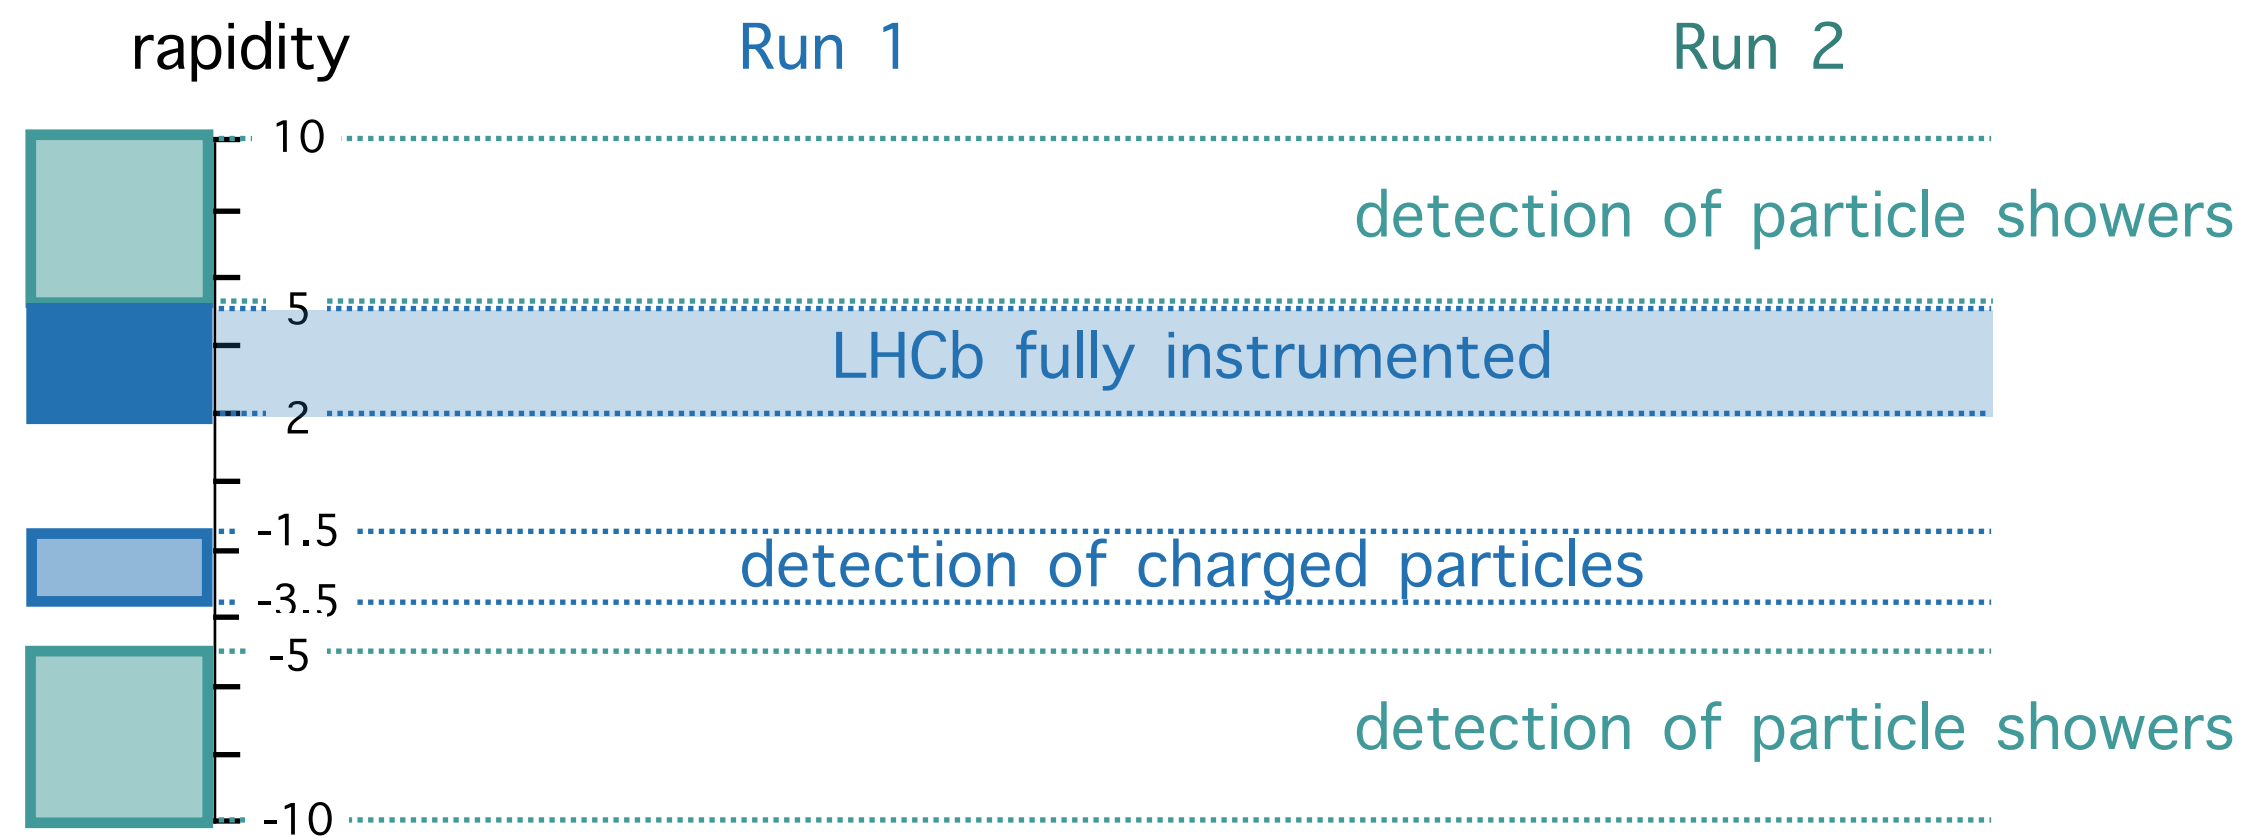 rapidity Run 1 Run 2
10
detection of particle showers
5
LHCb fully instrumented
2
-1.5
detection of charged particles
-3.5
-5
detection of particle showers
-10